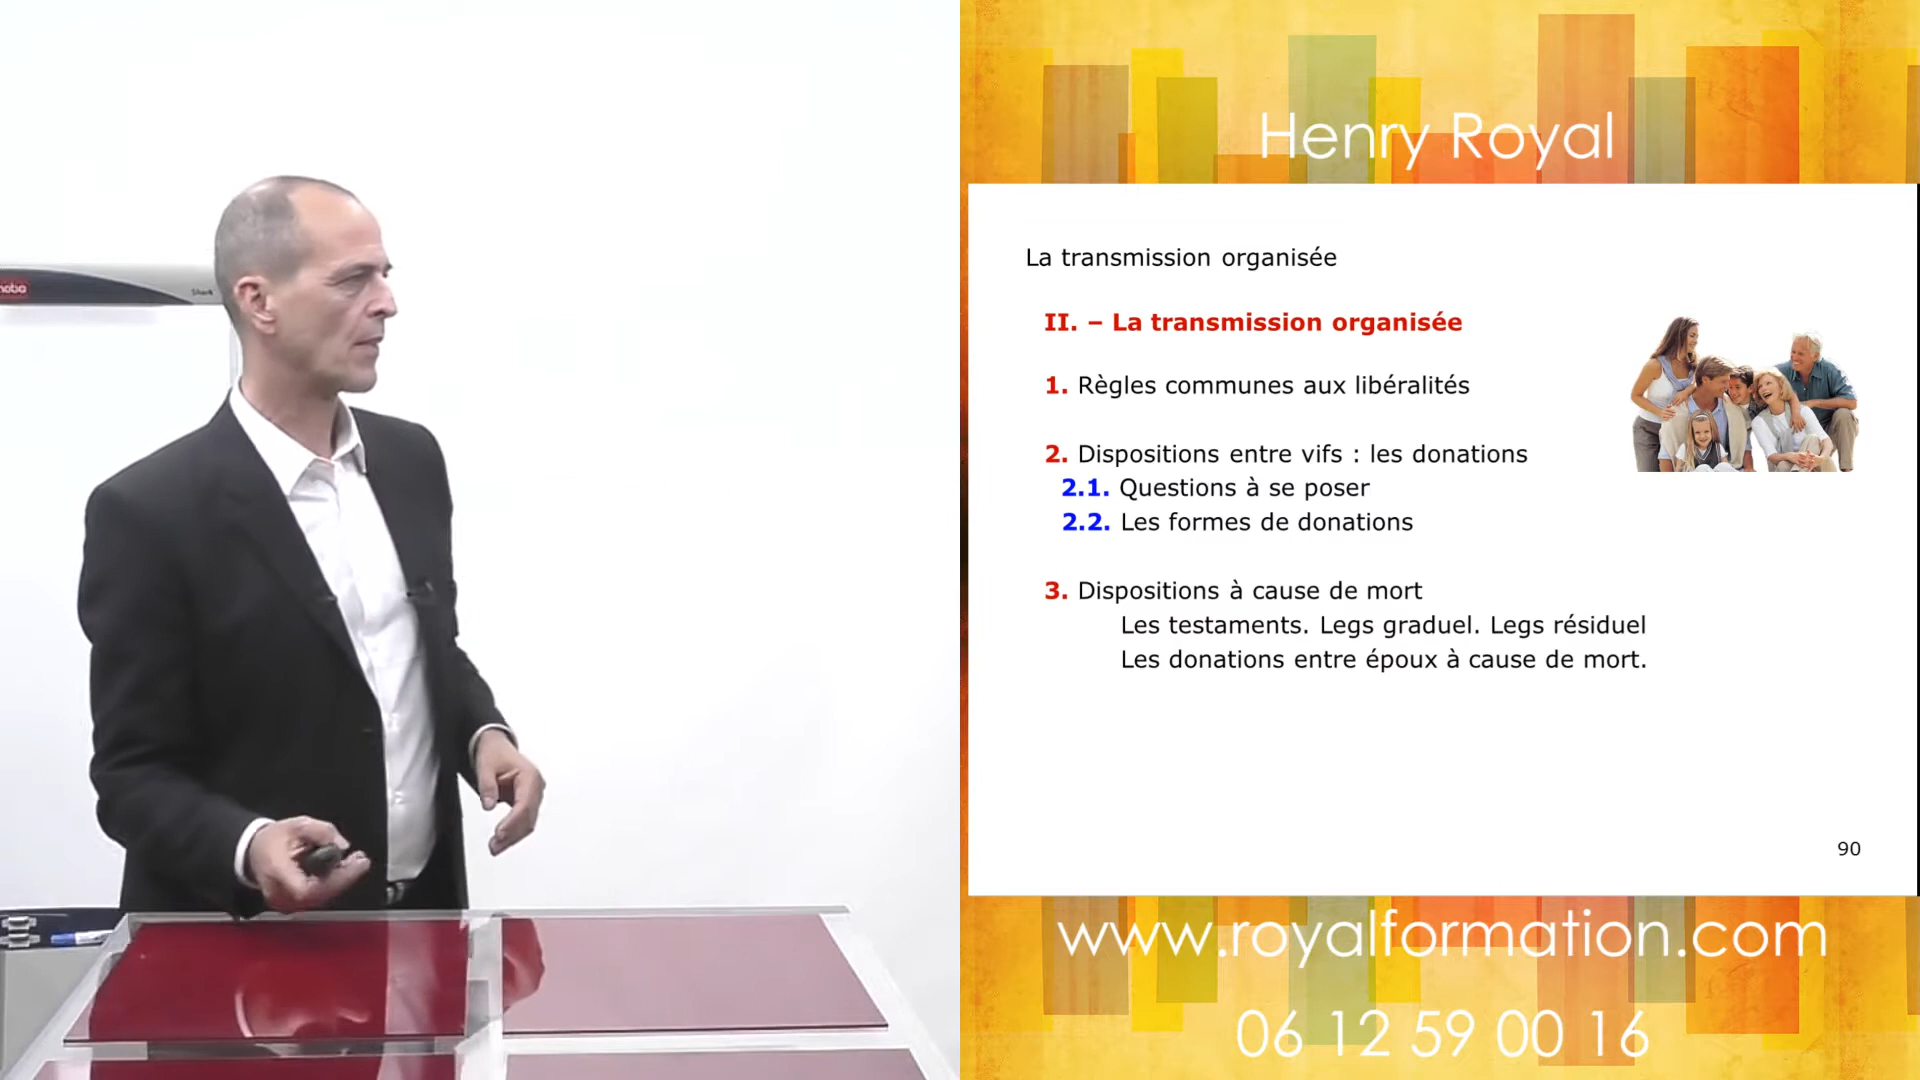 Henry Royal
La transmission organisée
II. – La transmission organisée
1. Règles communes aux libéralités
2. Dispositions entre vifs : les donations
2.1. Questions à se poser
2.2. Les formes de donations
3. Dispositions à cause de mort
Les testaments. Legs graduel. Legs résiduel
Les donations entre époux à cause de mort.
90
www.royalformation.com
06 12 59 00 16